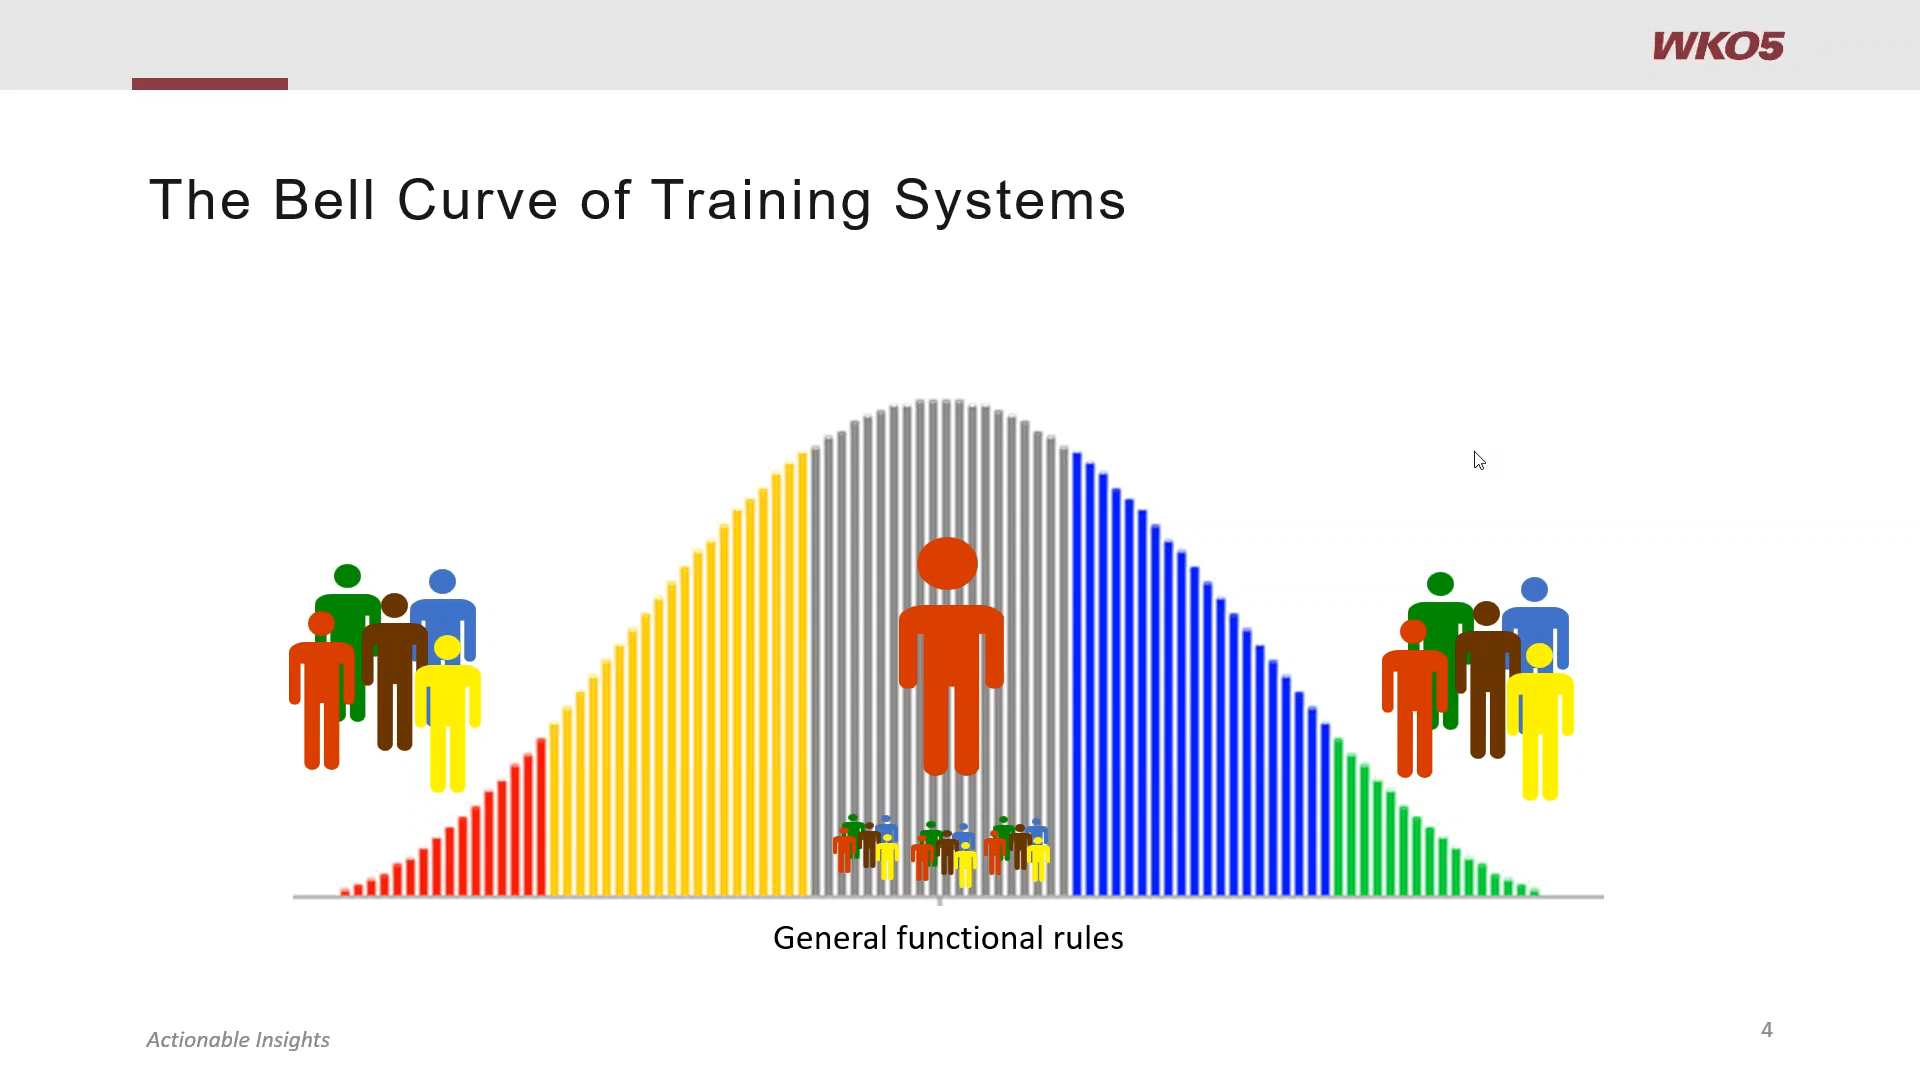 WKO5
The Bell Curve of Training Systems
General functional rules
Actionable Insights
4